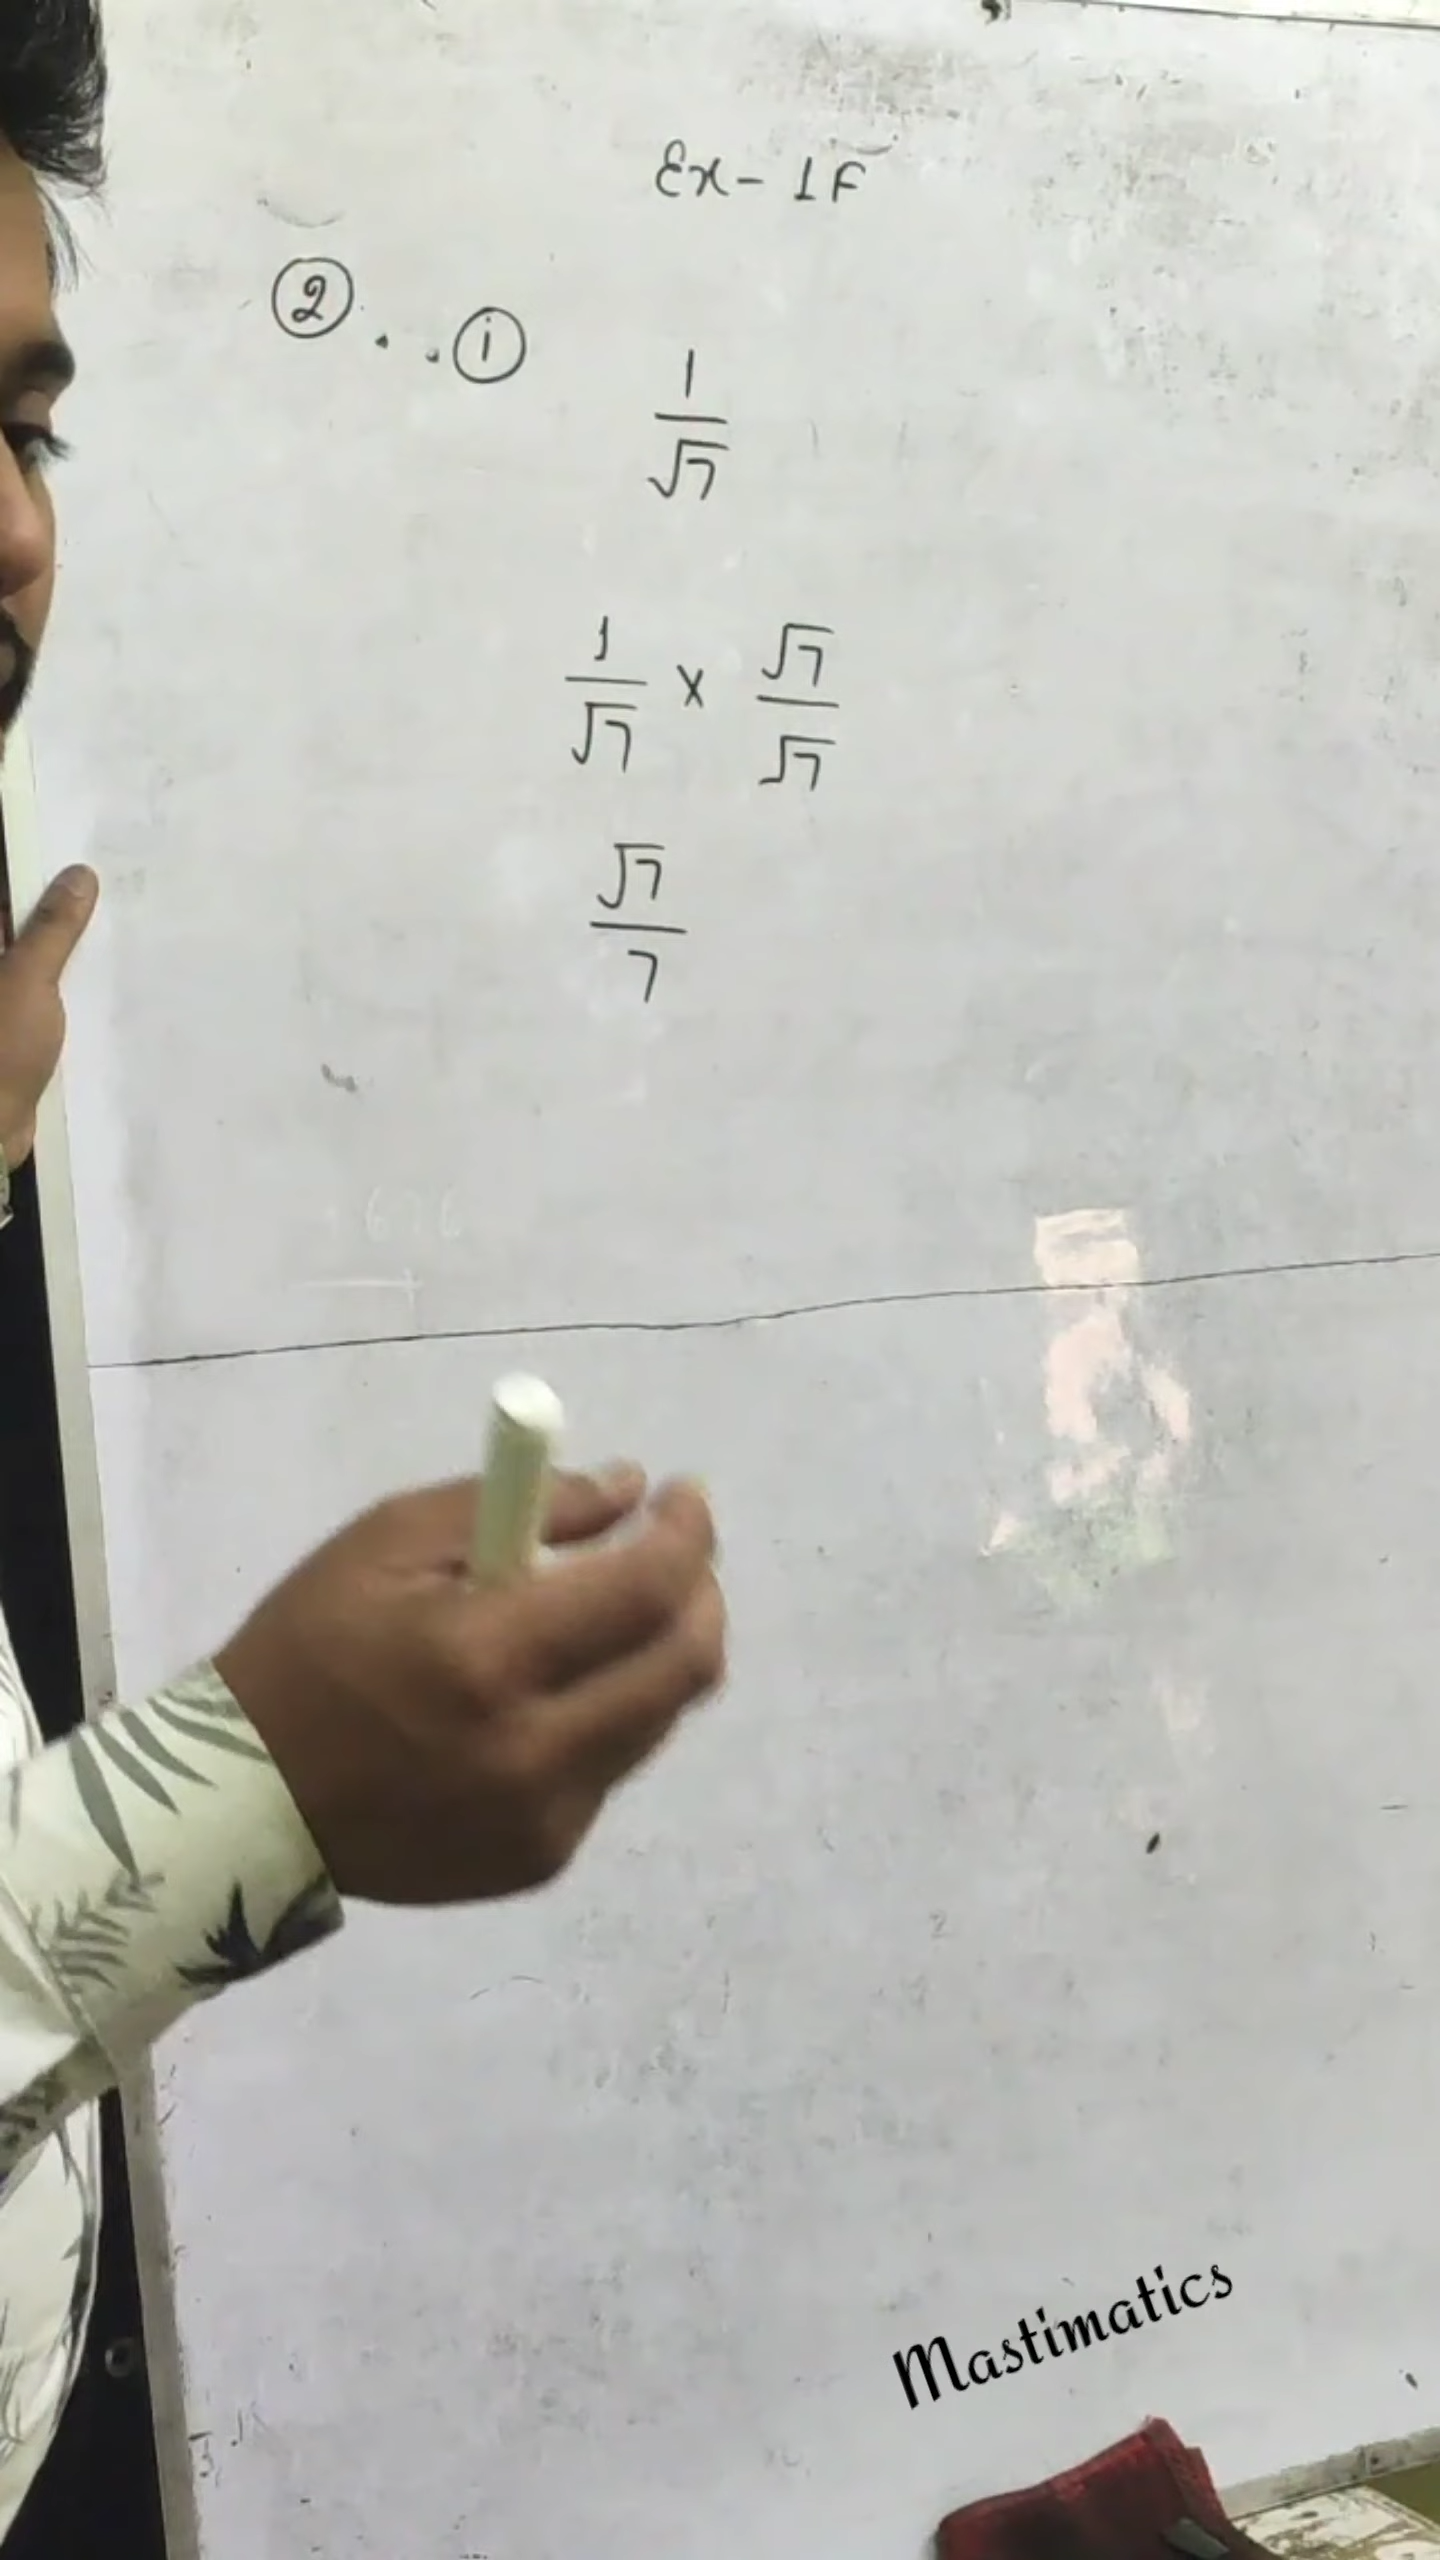 Ex - 1F
② .. ⓘ 1/√7
1/√7 × √7/√7
√7/7
Mastimatics